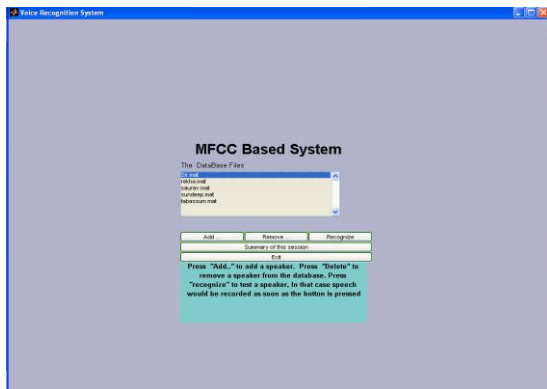 Voice Recognition System
MFCC Based System
The DataBase Files
Sir.mat
rekha.mat
saurav.mat
sundeep.mat
tabassum.mat
Add ...
Remove ...
Recognize
Summary of this session
Exit
Press "Add.." to add a speaker. Press "Delete" to
remove a speaker from the database. Press
"recognize" to test a speaker, In that case speech
would be recorded as soon as the button is pressed